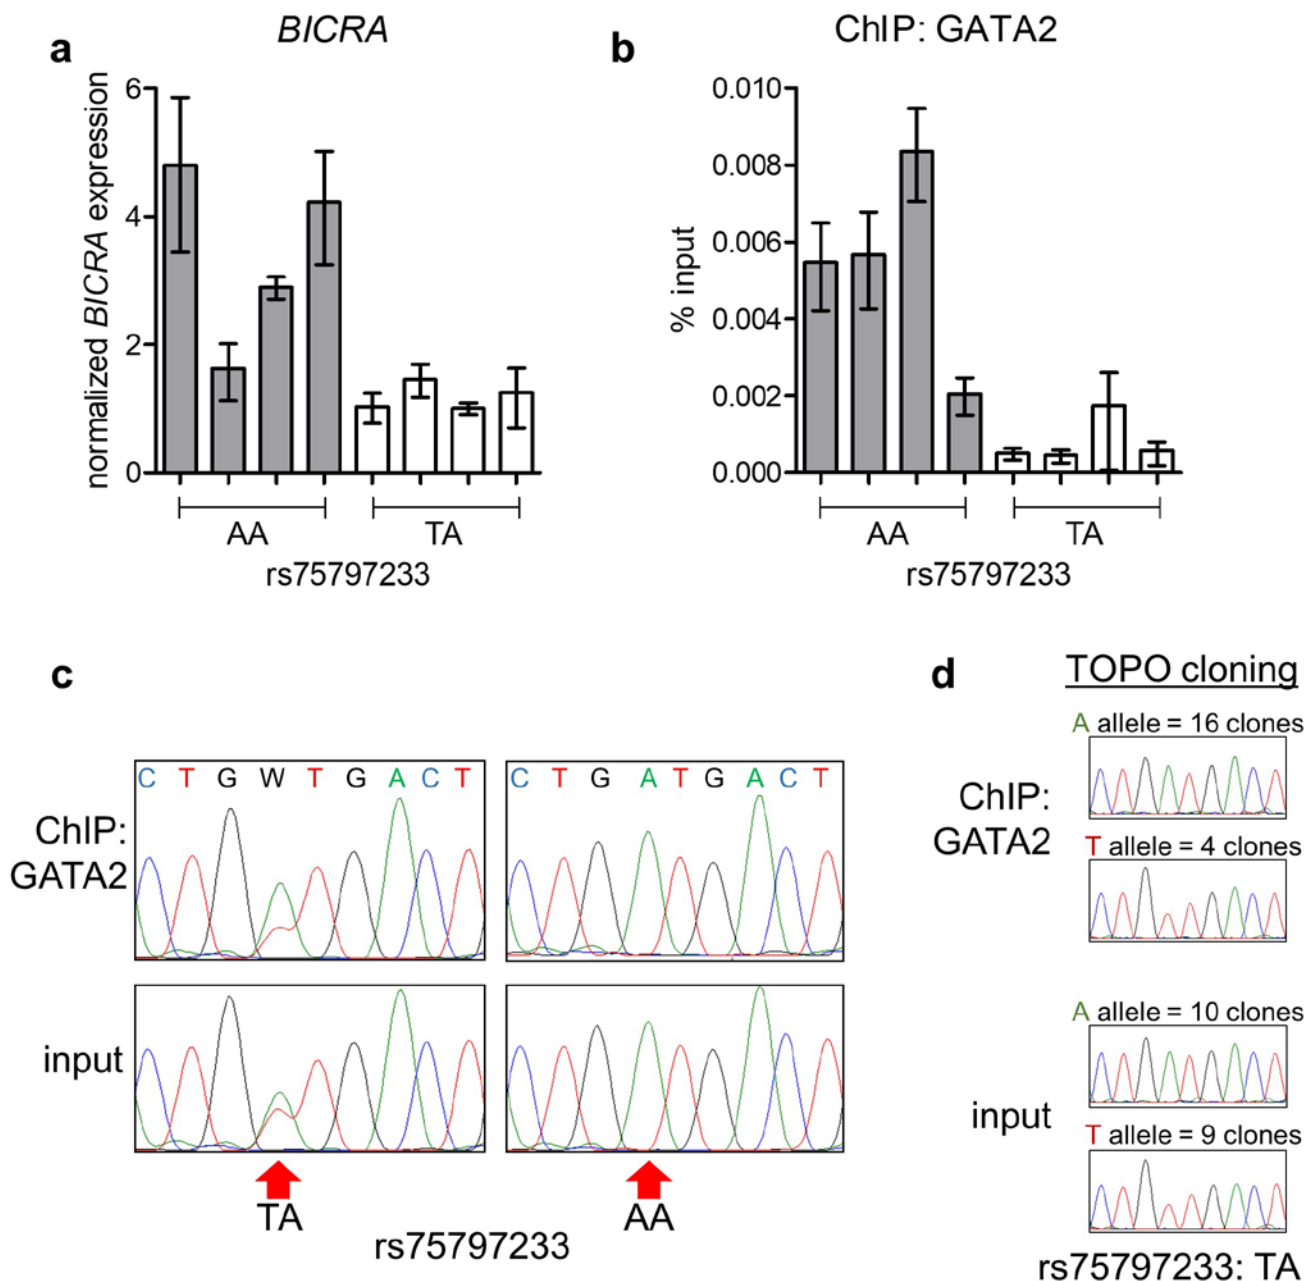 a
BICRA
normalized BICRA expression
6
4
2
0
AA
TA
rs75797233
b
ChIP: GATA2
% input
0.010
0.008
0.006
0.004
0.002
0.000
AA
TA
rs75797233
c
ChIP:
GATA2
C T G W T G A C T
C T G A T G A C T
input
TA
AA
rs75797233
d
TOPO cloning
ChIP:
GATA2
A allele = 16 clones
T allele = 4 clones
input
A allele = 10 clones
T allele = 9 clones
rs75797233: TA